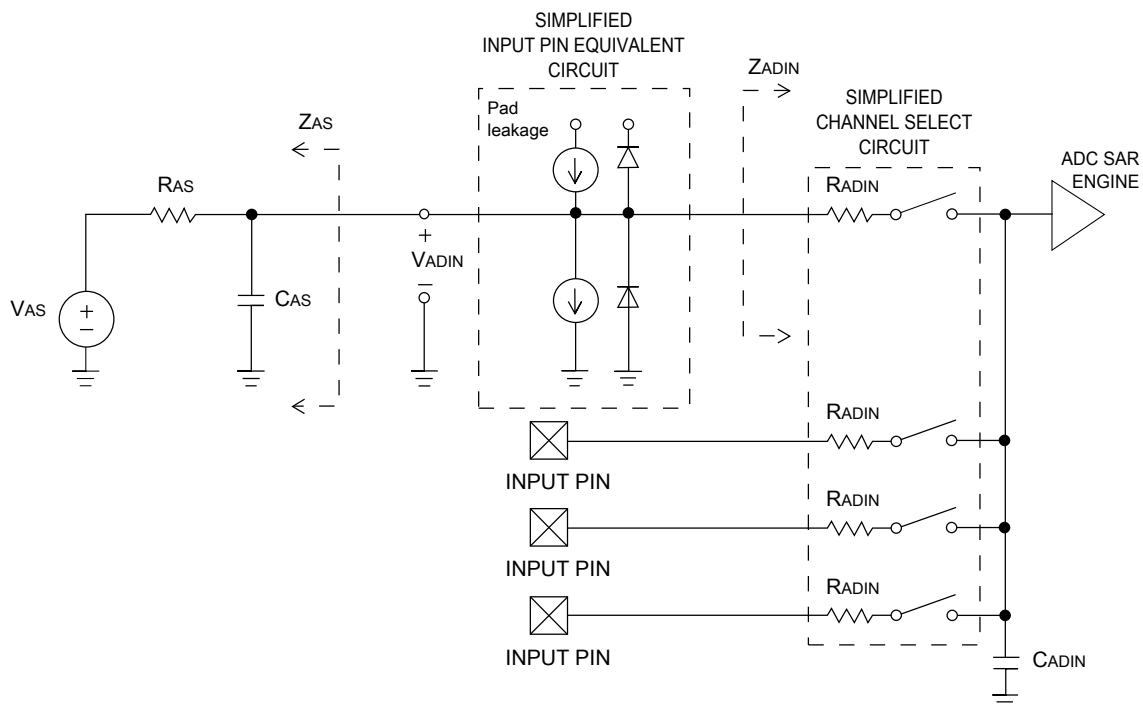 SIMPLIFIED
INPUT PIN EQUIVALENT
CIRCUIT
Pad
leakage
ZAS
ZADIN
SIMPLIFIED
CHANNEL SELECT
CIRCUIT
ADC SAR
ENGINE
RAS
RADIN
VAS
+
-
CAS
+
VADIN
-
RADIN
INPUT PIN
RADIN
INPUT PIN
RADIN
INPUT PIN
CADIN